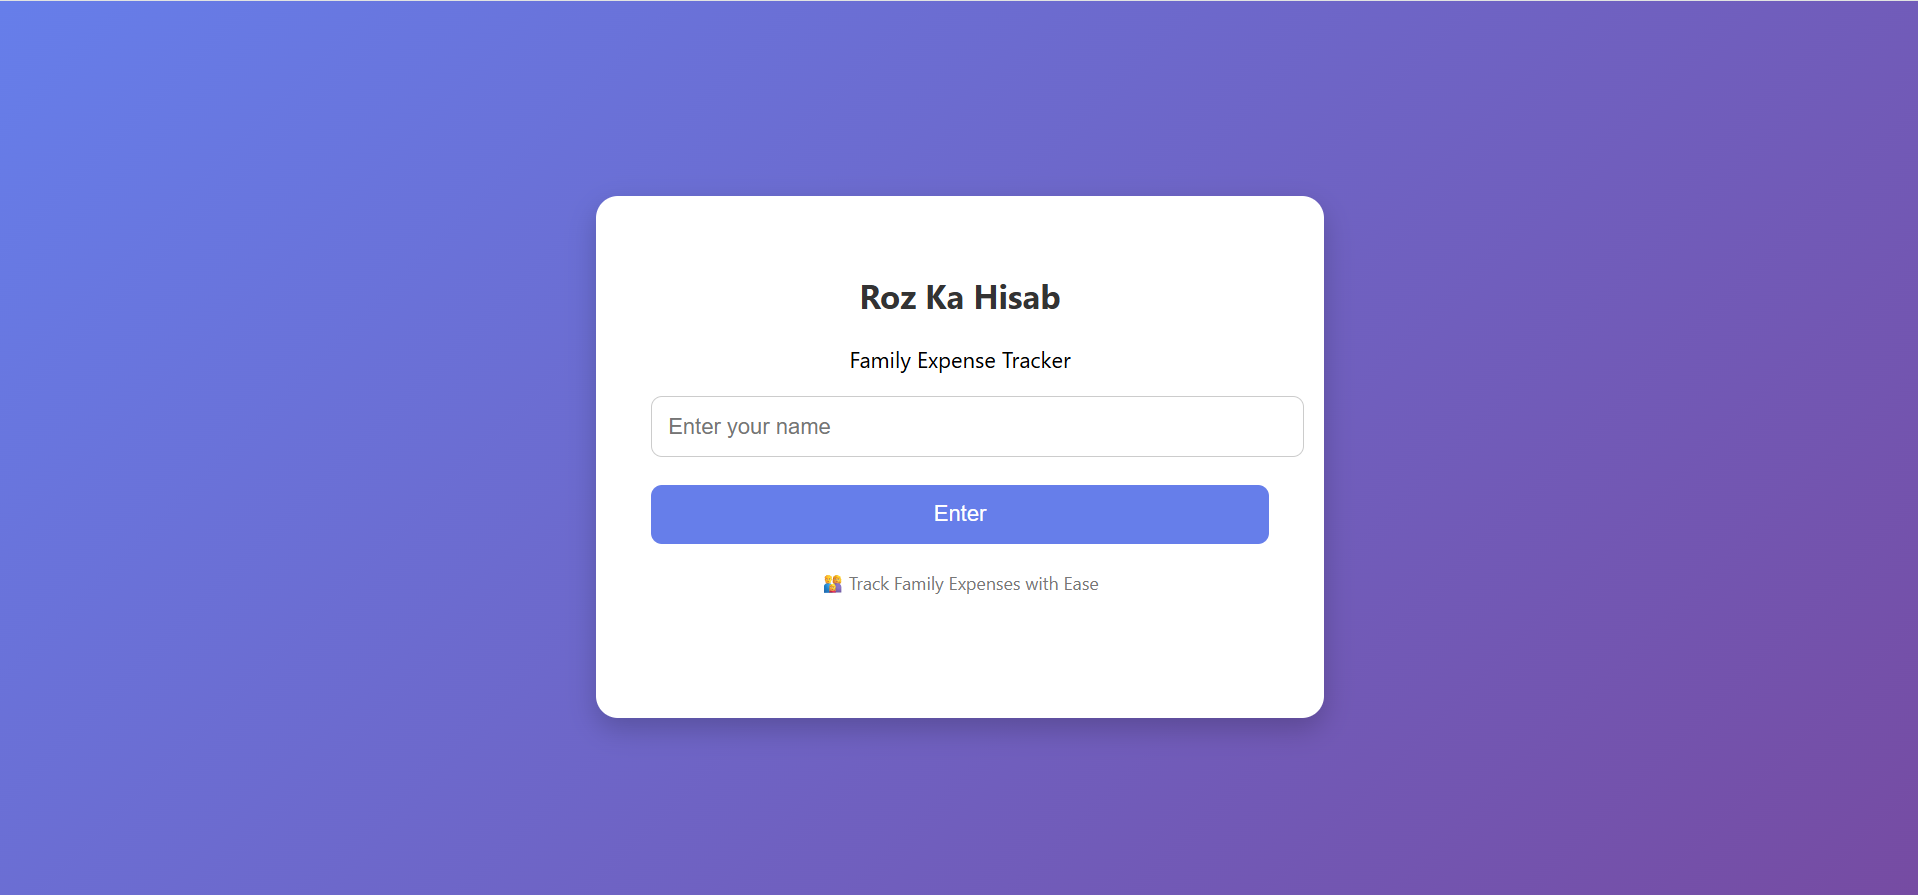 Roz Ka Hisab
Family Expense Tracker
Enter your name
Enter
👥 Track Family Expenses with Ease